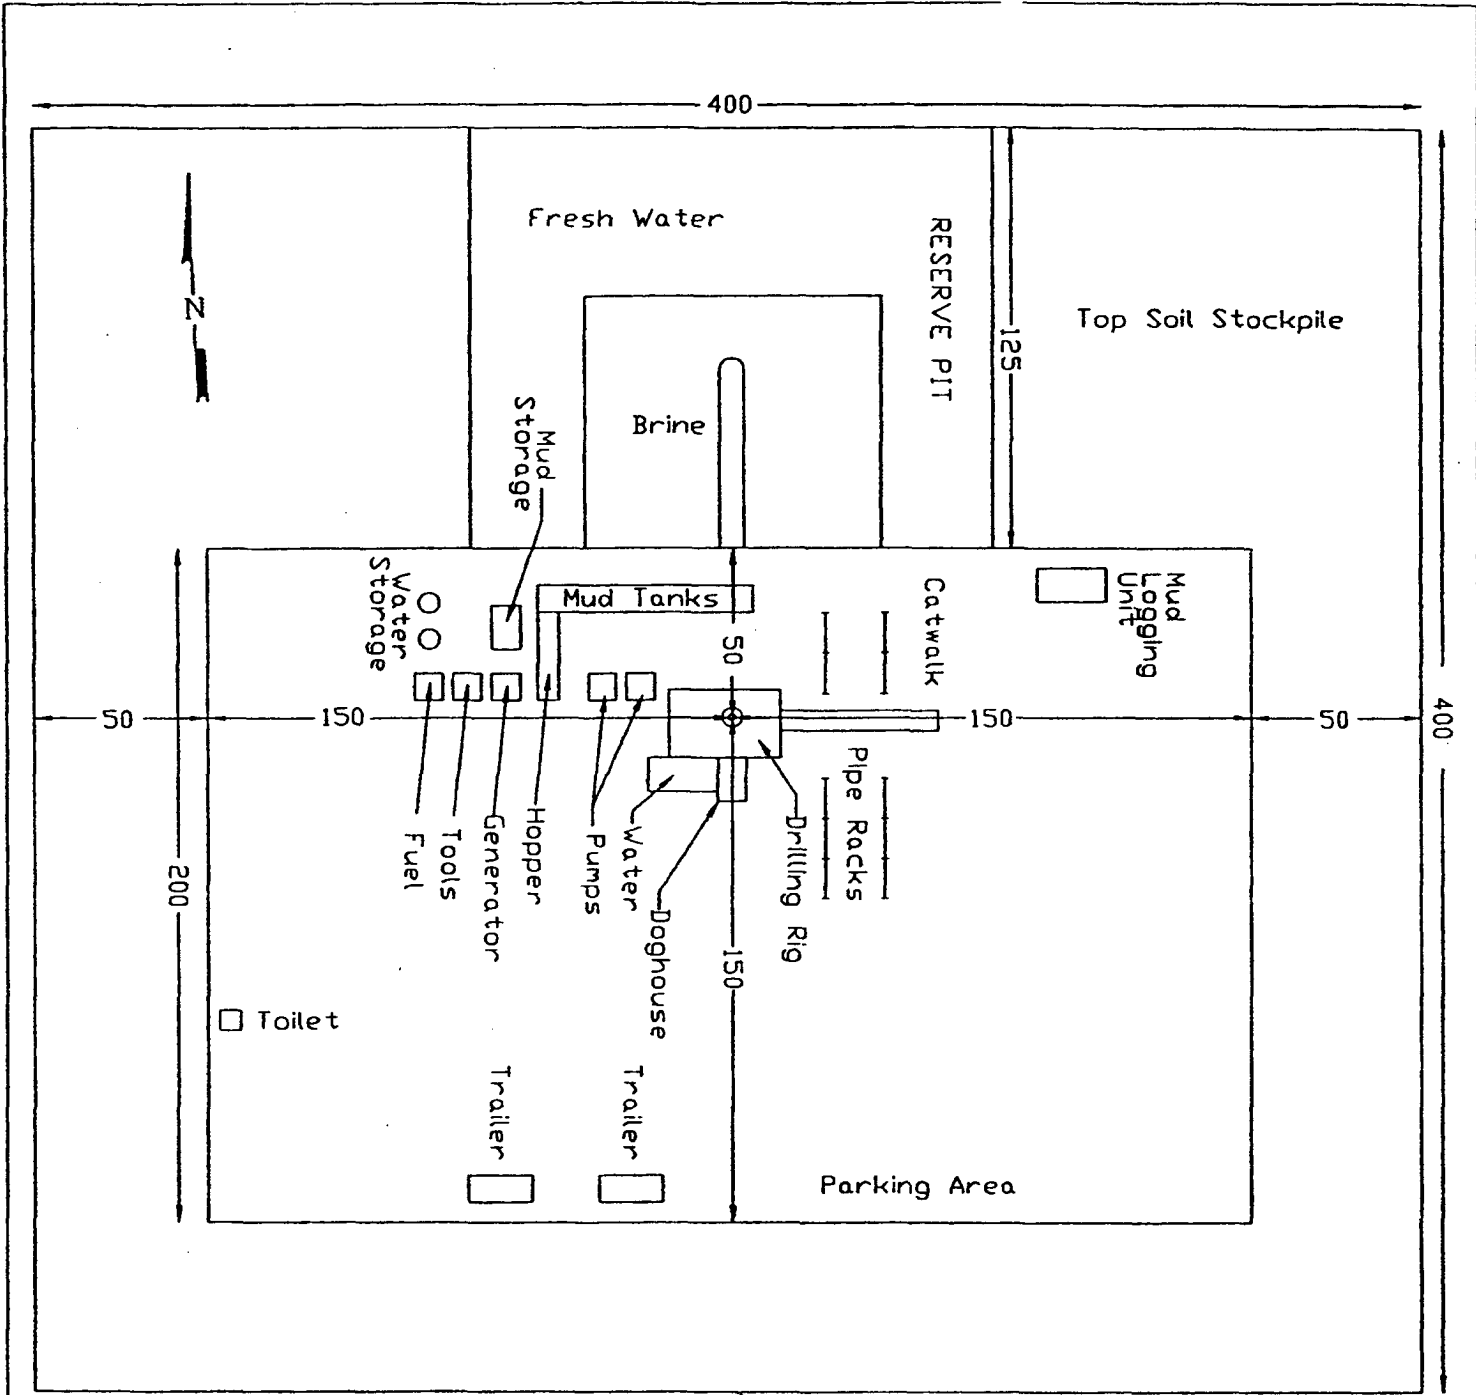 400
Fresh Water
RESERVE PIT
125
Top Soil Stockpile
N
Brine
Mud
Storage
Water
Storage
Mud Tanks
50
Catwalk
Mud
Logging
Unit
50
150
150
50
400
200
Fuel
Tools
Generator
Hopper
Pumps
Water
Doghouse
Drilling Rig
Pipe Racks
150
Toilet
Trailer
Trailer
Parking Area